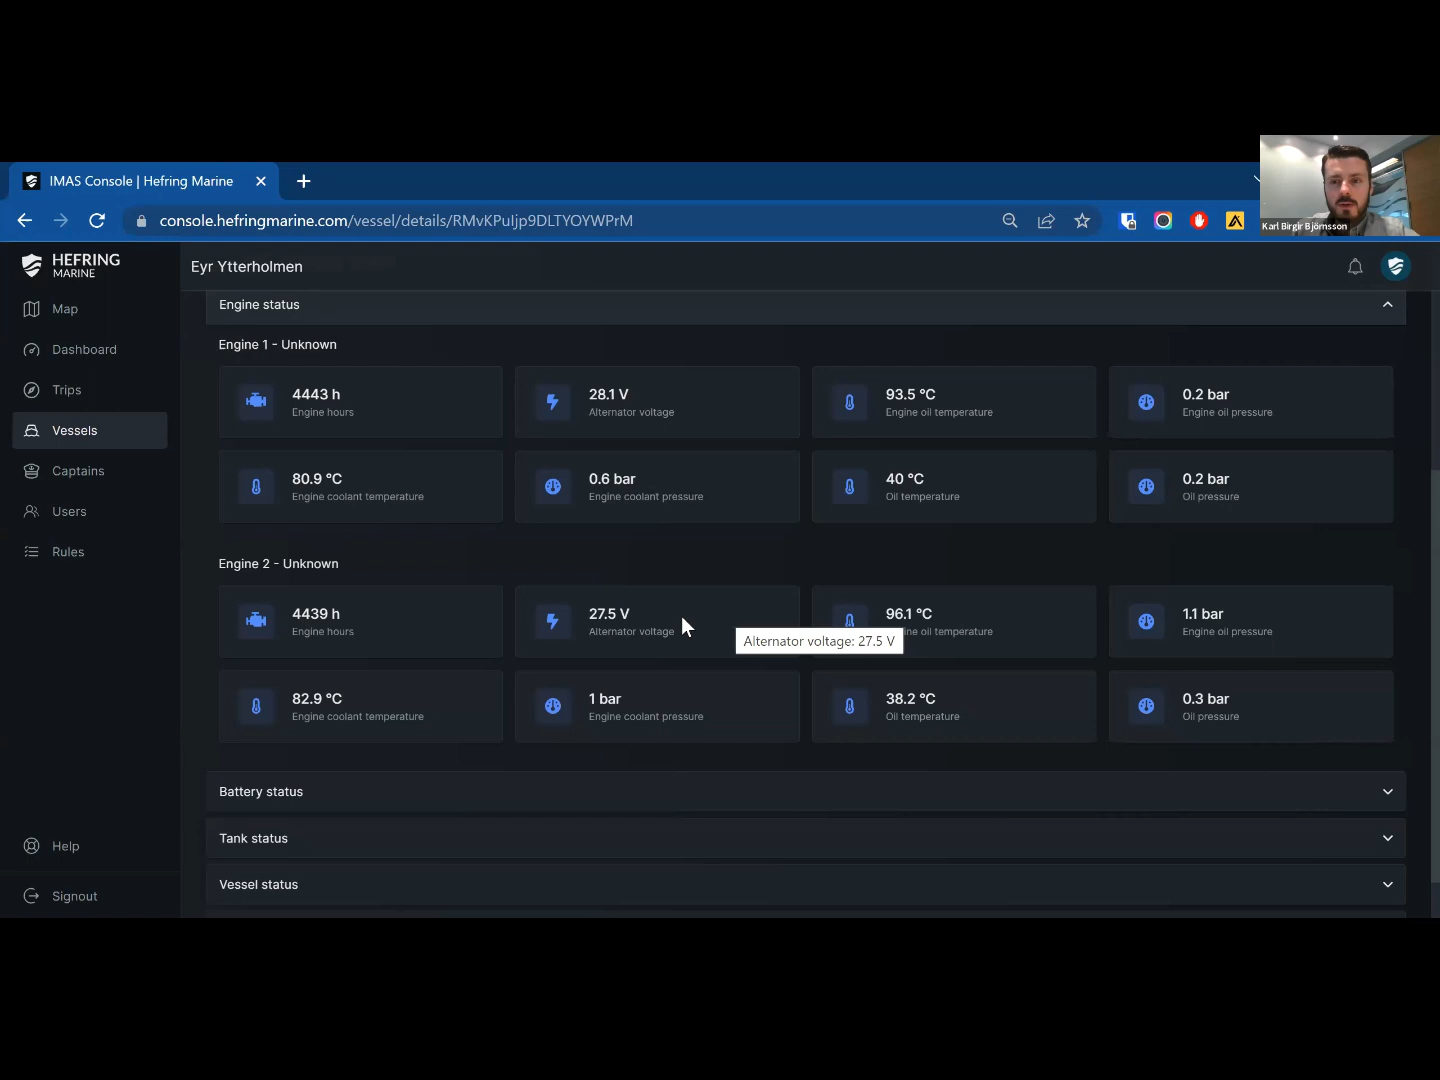 IMAS Console | Hefring Marine
console.hefringmarine.com/vessel/details/RMvKPuIjp9DLTYOYWPrM
Karl Birgir Björnsson
HEFRING
MARINE
Eyr Ytterholmen
Map
Dashboard
Trips
Vessels
Captains
Users
Rules
Help
Signout
Engine status
Engine 1 - Unknown
4443 h
Engine hours
28.1 V
Alternator voltage
93.5 °C
Engine oil temperature
0.2 bar
Engine oil pressure
80.9 °C
Engine coolant temperature
0.6 bar
Engine coolant pressure
40 °C
Oil temperature
0.2 bar
Oil pressure
Engine 2 - Unknown
4439 h
Engine hours
27.5 V
Alternator voltage
Alternator voltage: 27.5 V
96.1 °C
ine oil temperature
1.1 bar
Engine oil pressure
82.9 °C
Engine coolant temperature
1 bar
Engine coolant pressure
38.2 °C
Oil temperature
0.3 bar
Oil pressure
Battery status
Tank status
Vessel status